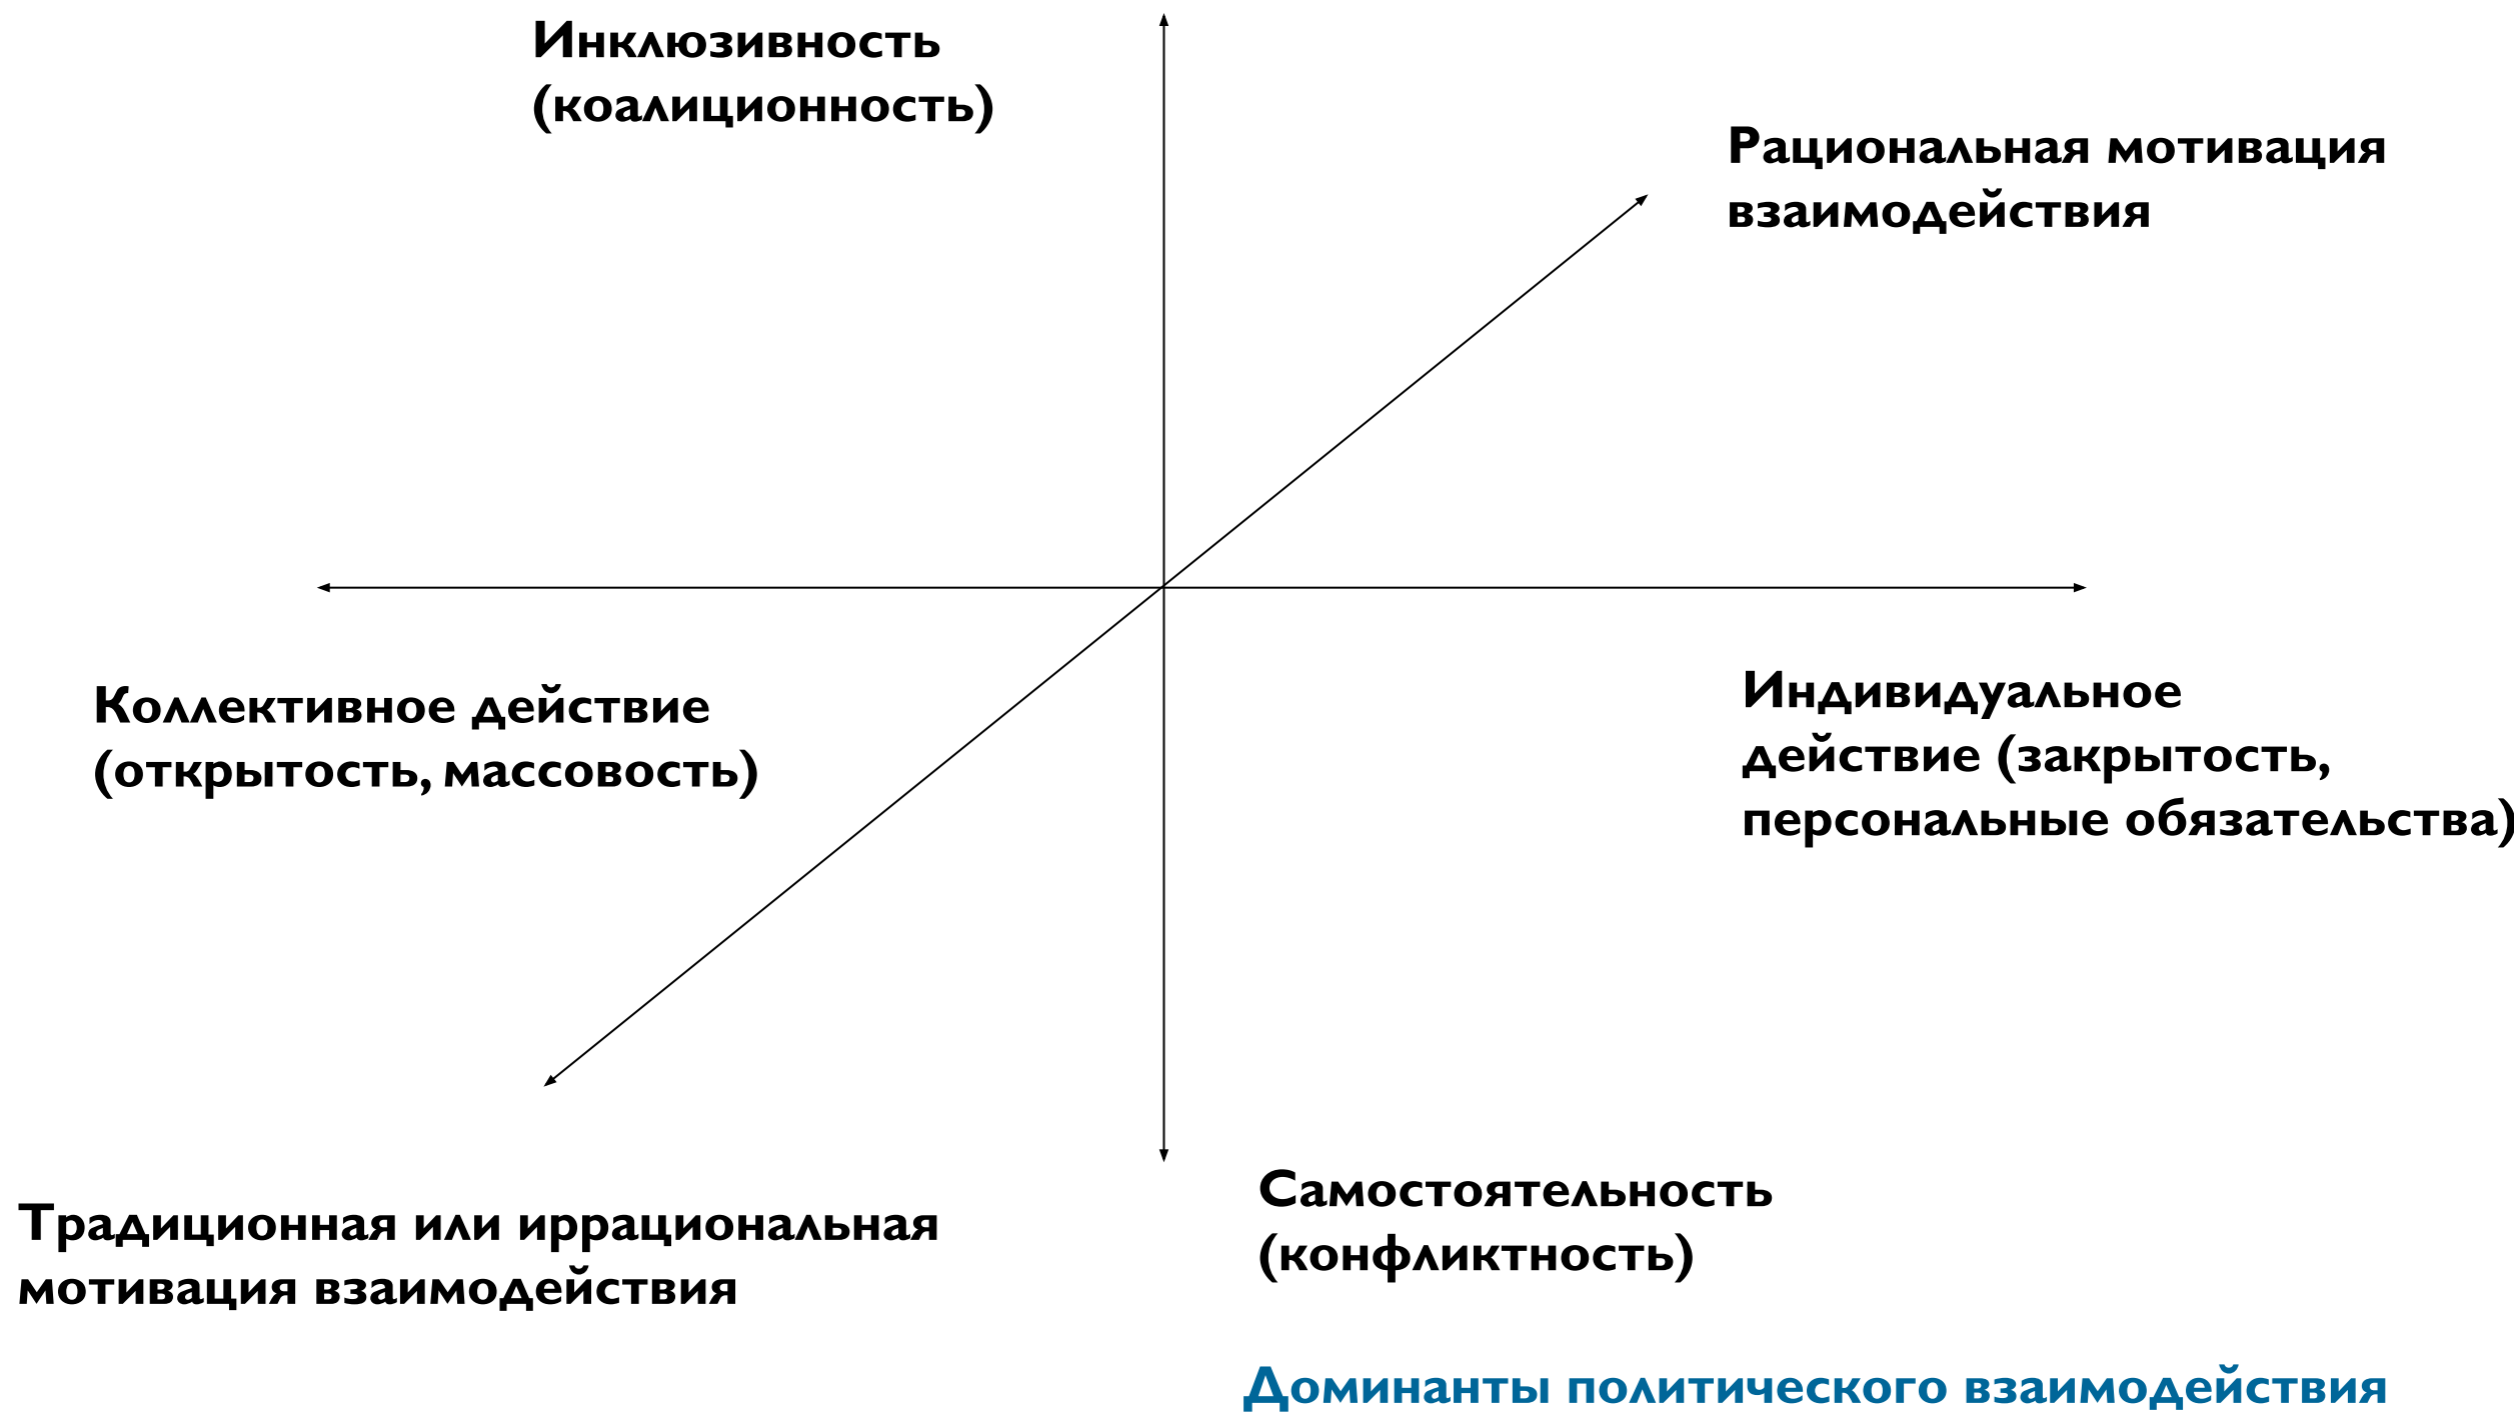 Инклюзивность
(коалиционность)
Рациональная мотивация
взаимодействия
Коллективное действие
(открытость, массовость)
Индивидуальное
действие (закрытость,
персональные обязательства)
Традиционная или иррациональная
мотивация взаимодействия
Самостоятельность
(конфликтность)
Доминанты политического взаимодействия